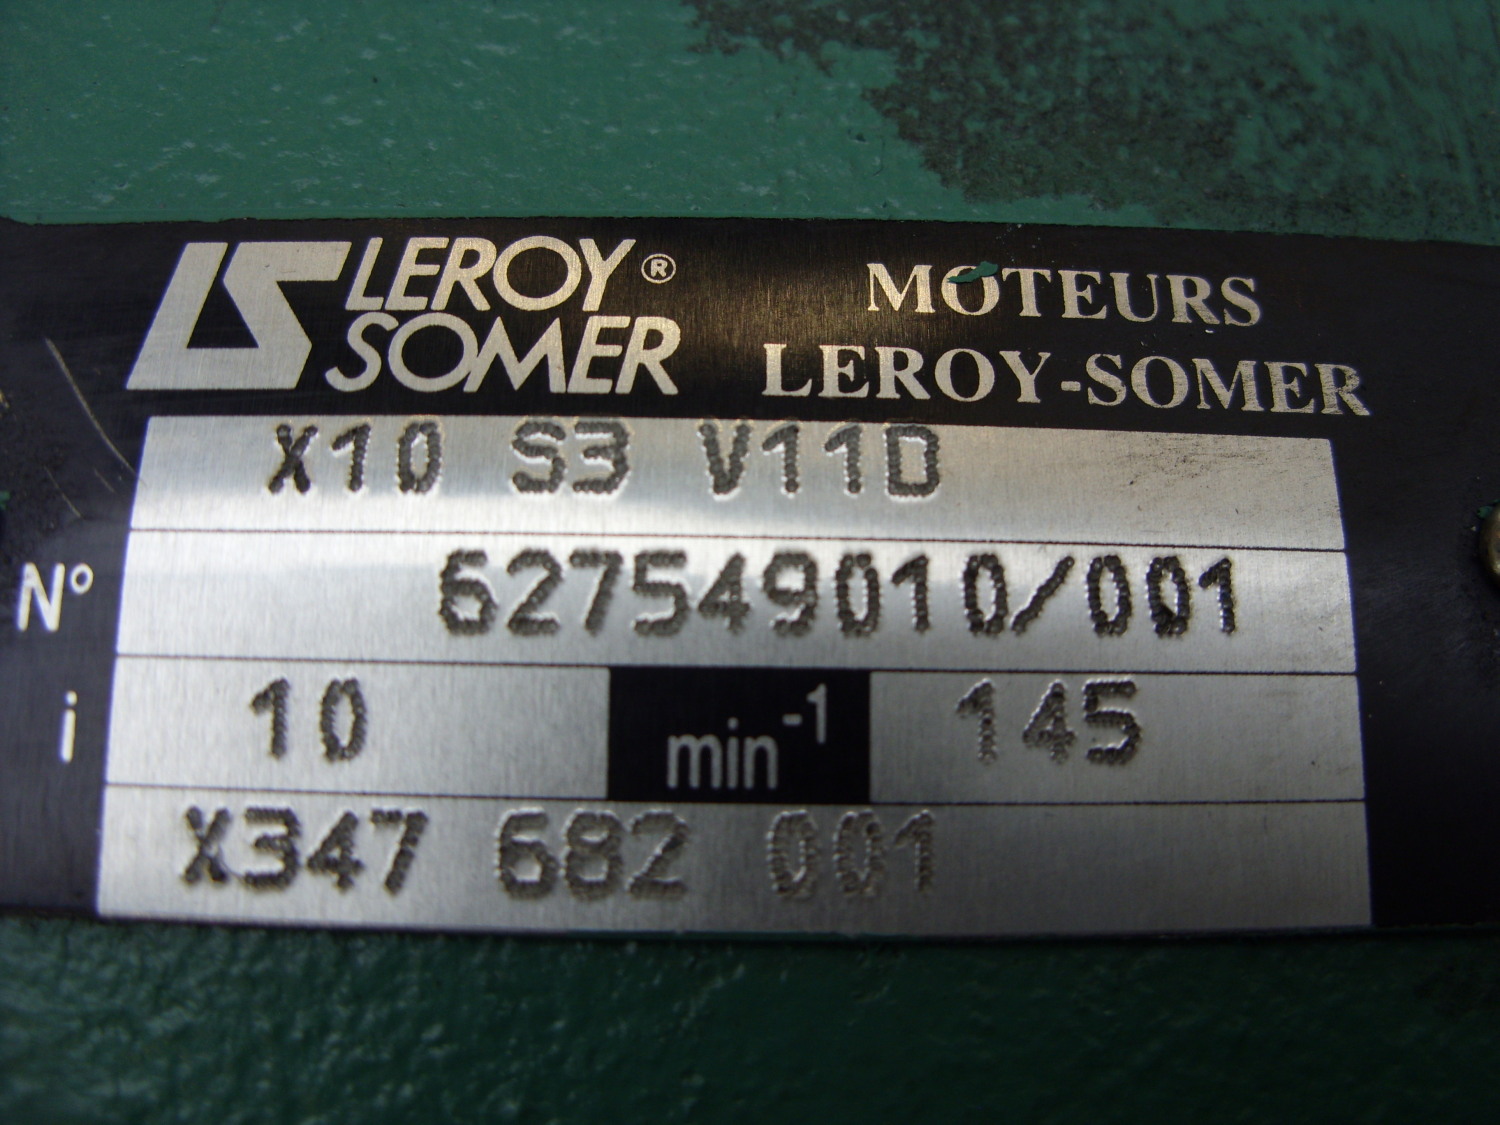 LEROY®
SOMER
MOTEURS
LEROY-SOMER
X10 S3 V11D
N° 627549010/001
i 10 min-1 145
X347 682 001